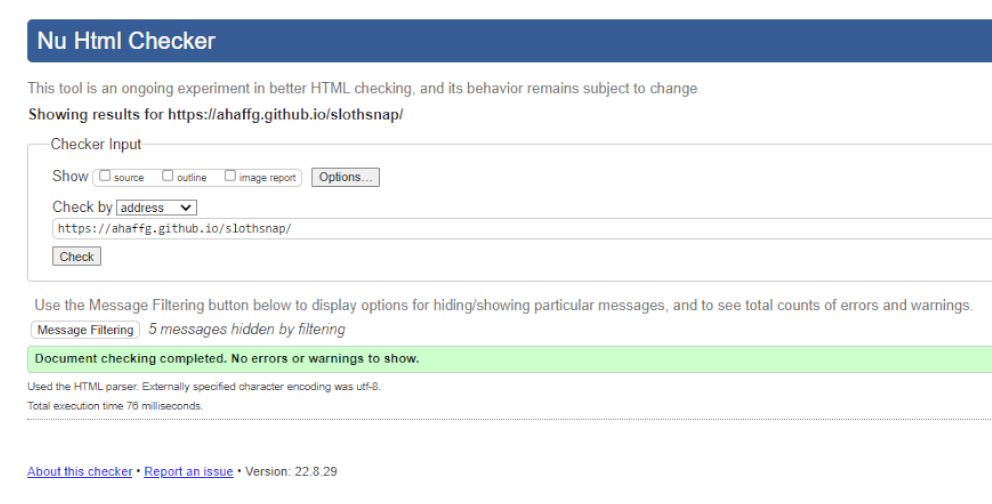 Nu Html Checker
This tool is an ongoing experiment in better HTML checking, and its behavior remains subject to change
Showing results for https://ahaffg.github.io/slothsnap/
Checker Input
Show source outline image report Options...
Check by address
https://ahaffg.github.io/slothsnap/
Check
Use the Message Filtering button below to display options for hiding/showing particular messages, and to see total counts of errors and warnings.
Message Filtering 5 messages hidden by filtering
Document checking completed. No errors or warnings to show.
Used the HTML parser. Externally specified character encoding was utf-8.
Total execution time 76 milliseconds.
About this checker • Report an issue • Version: 22.8.29